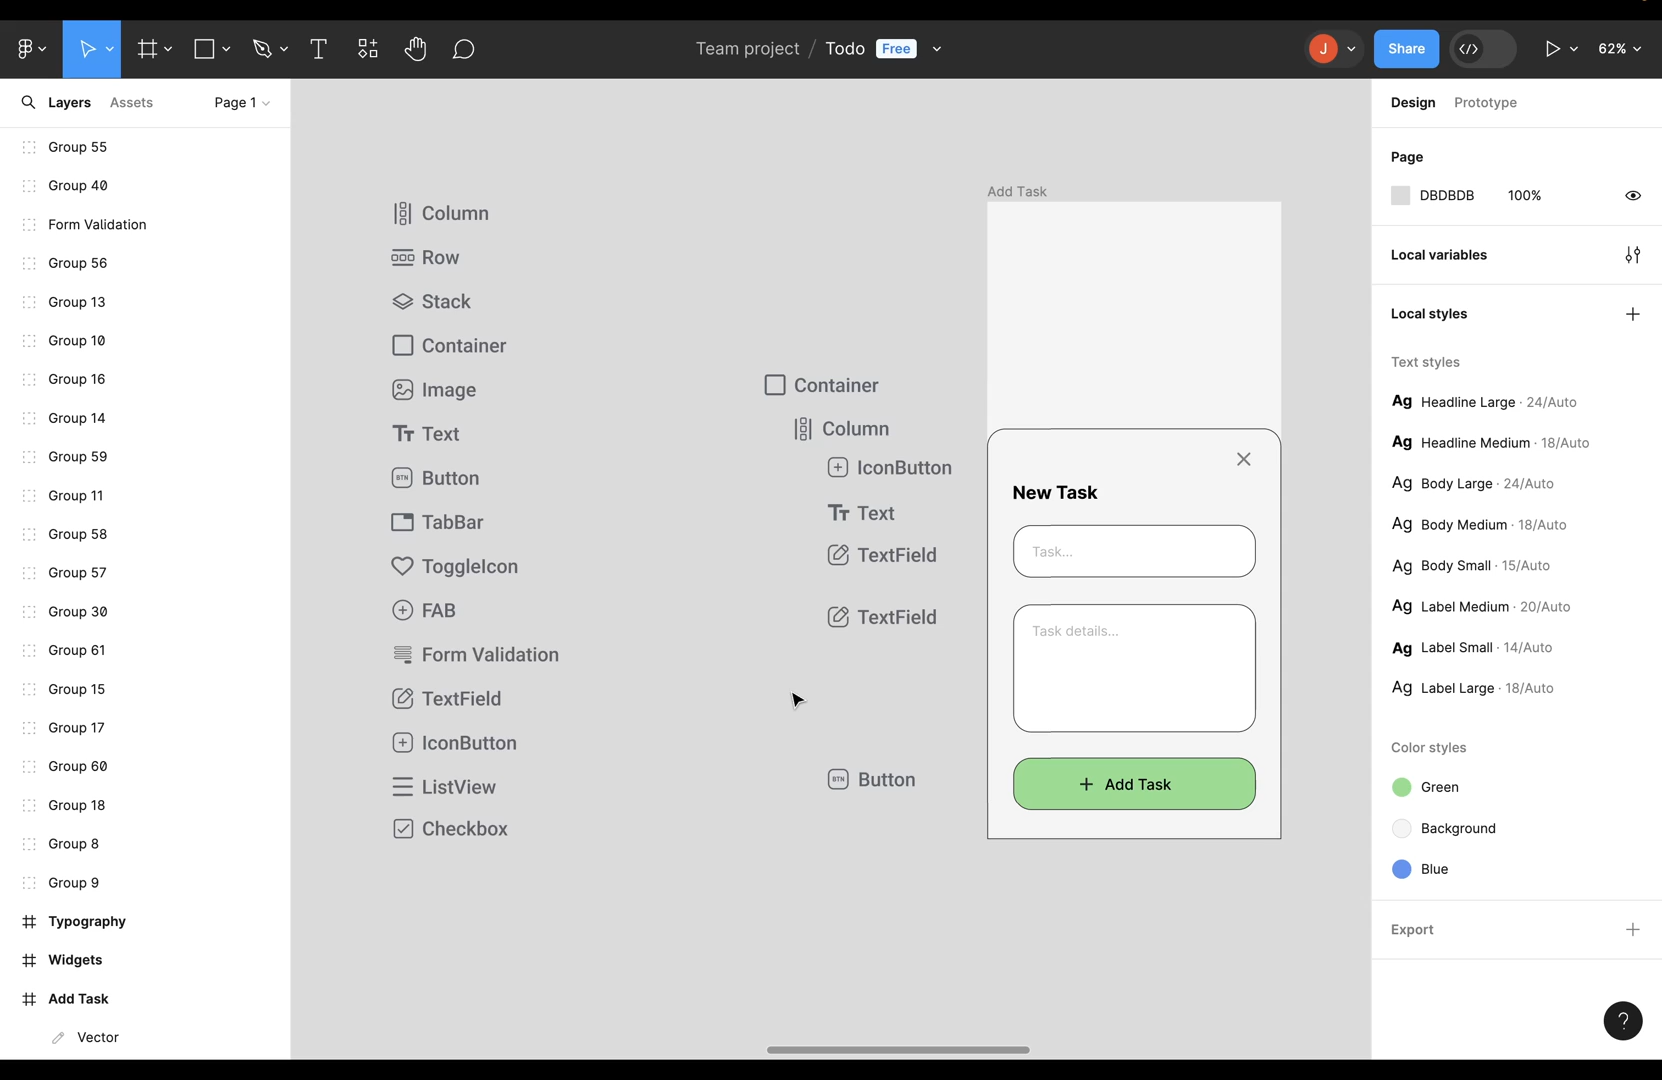 Team project / Todo Free
J
Share
62%
Layers
Assets
Page 1
Group 55
Group 40
Form Validation
Group 56
Group 13
Group 10
Group 16
Group 14
Group 59
Group 11
Group 58
Group 57
Group 30
Group 61
Group 15
Group 17
Group 60
Group 18
Group 8
Group 9
Typography
Widgets
Add Task
Vector
Column
Row
Stack
Container
Image
Text
BTN Button
TabBar
ToggleIcon
FAB
Form Validation
TextField
IconButton
ListView
Checkbox
Container
Column
IconButton
Text
TextField
TextField
BTN Button
Add Task
New Task
Task...
Task details...
Add Task
Design
Prototype
Page
DBDBDB 100%
Local variables
Local styles
Text styles
Ag Headline Large · 24/Auto
Ag Headline Medium · 18/Auto
Ag Body Large · 24/Auto
Ag Body Medium · 18/Auto
Ag Body Small · 15/Auto
Ag Label Medium · 20/Auto
Ag Label Small · 14/Auto
Ag Label Large · 18/Auto
Color styles
Green
Background
Blue
Export
?